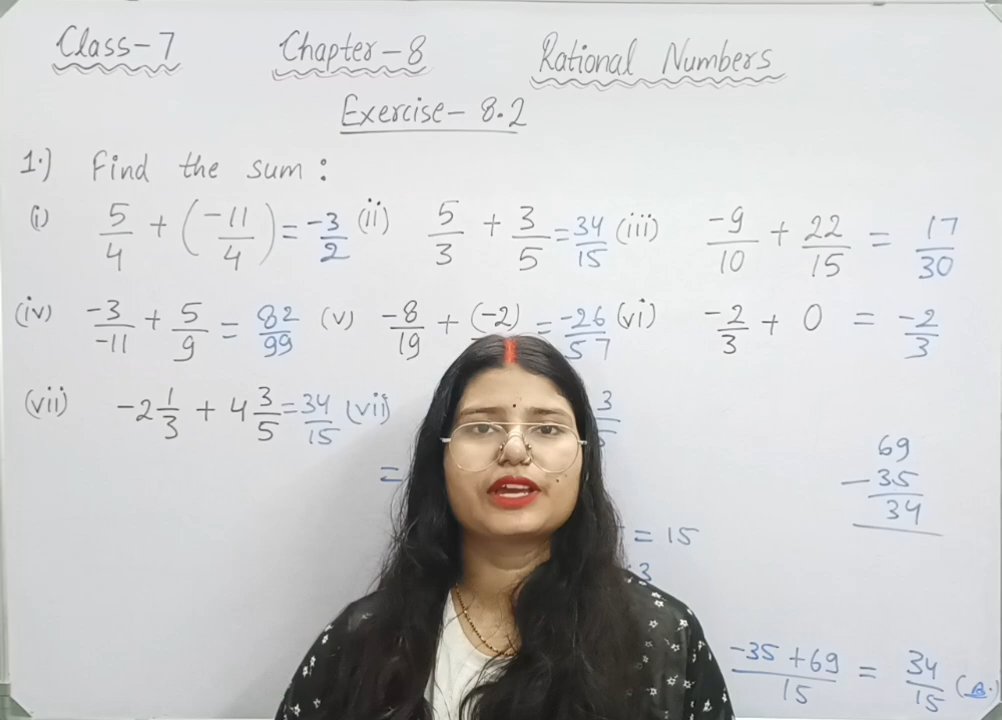 Class-7 Chapter-8 Rational Numbers
Exercise- 8.2
1.) Find the sum :
(i) 5/4 + (-11/4) = -3/2 (ii) 5/3 + 3/5 = 34/15 (iii) -9/10 + 22/15 = 17/30
(iv) -3/-11 + 5/9 = 82/99 (v) -8/19 + (-2) = -26/57 (vi) -2/3 + 0 = -2/3
(vii) -2 1/3 + 4 3/5 = 34/15 (vii) 3
=
69
-35
34
= 15
3
-35+69/15 = 34/15